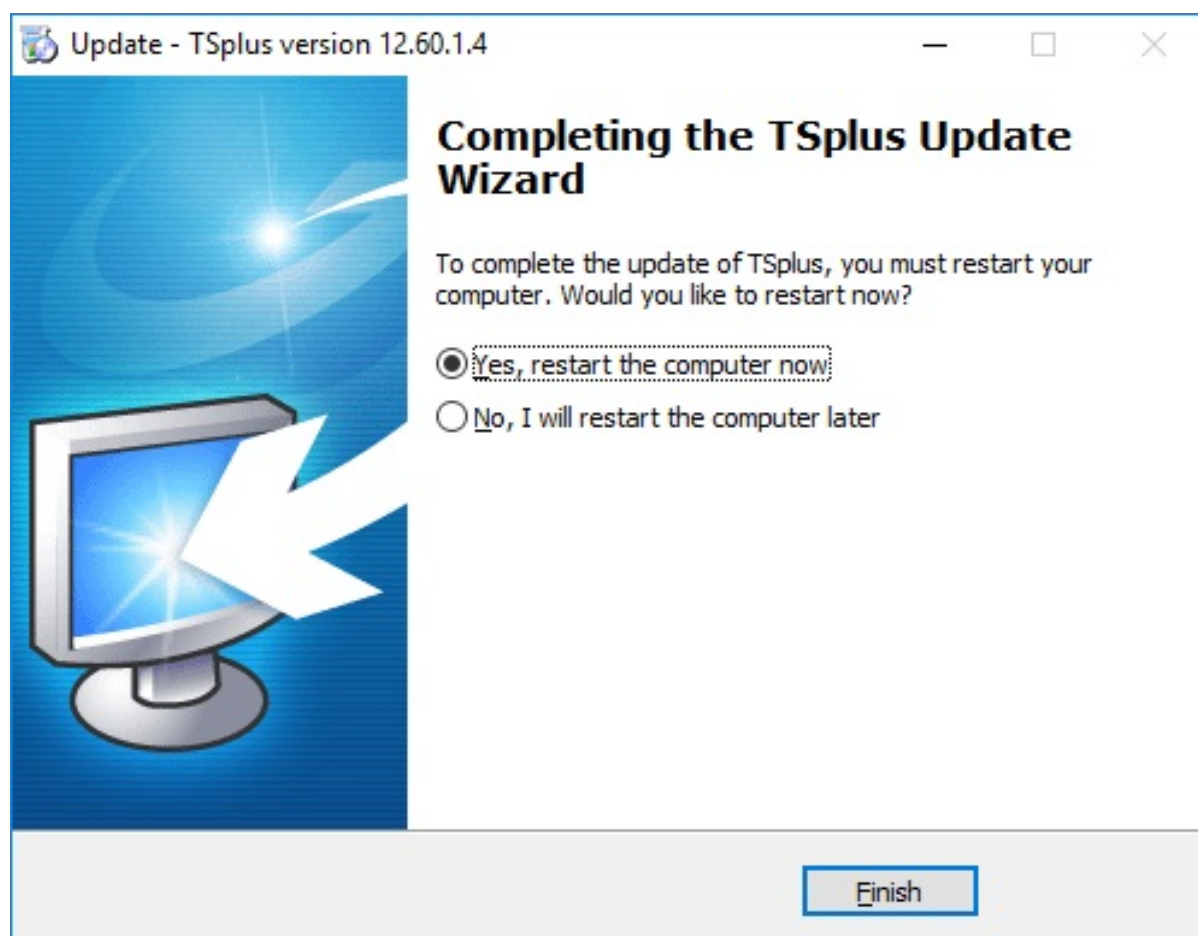 Update - TSplus version 12.60.1.4
Completing the TSplus Update
Wizard
To complete the update of TSplus, you must restart your
computer. Would you like to restart now?
Yes, restart the computer now
No, I will restart the computer later
Finish